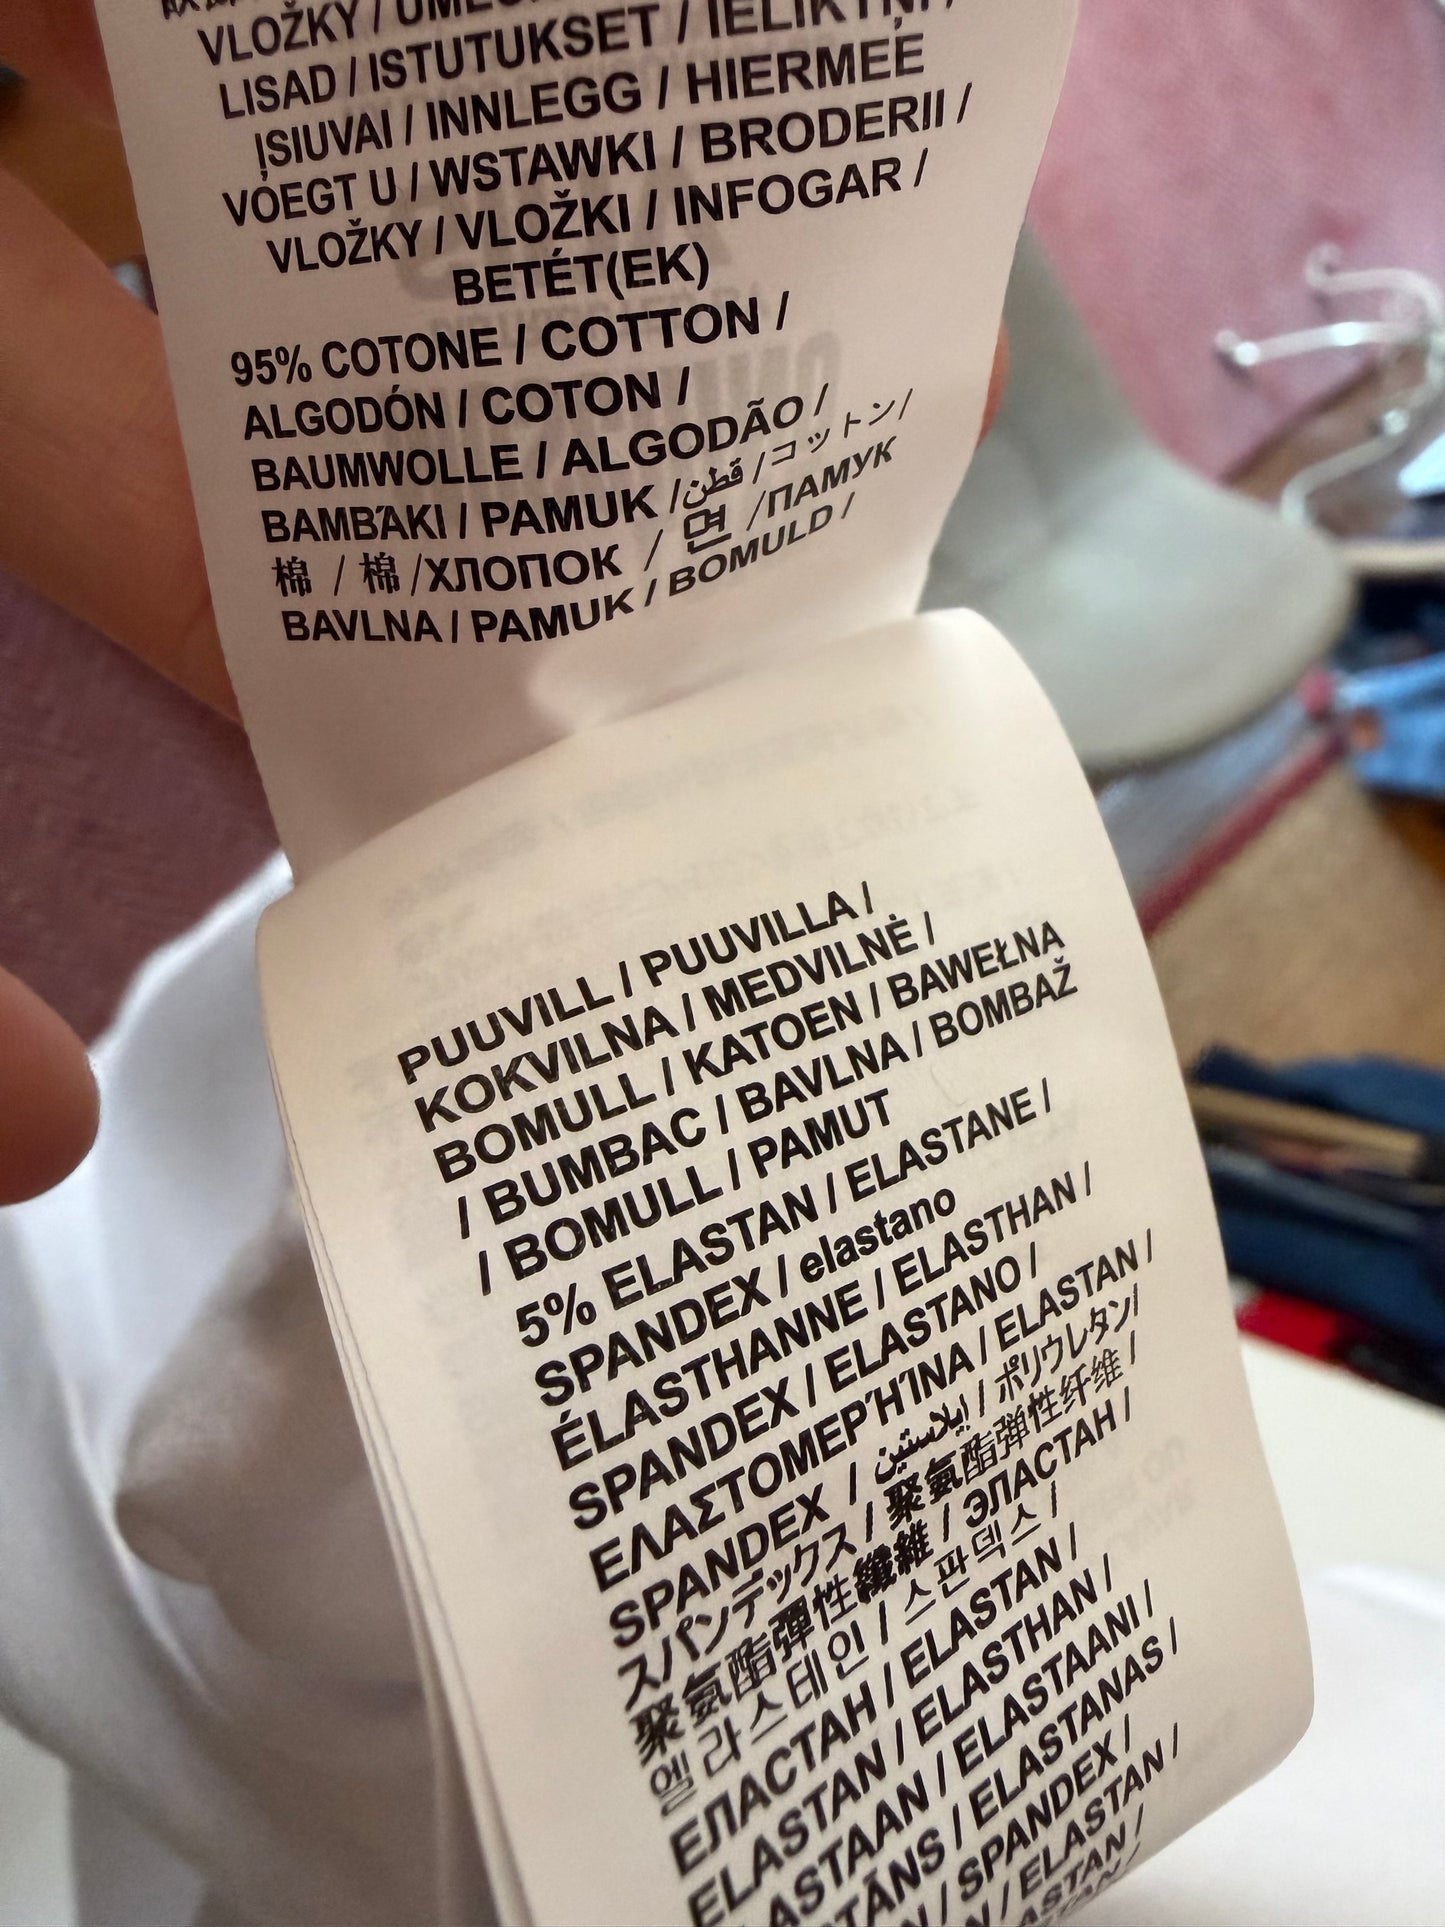 VLOŽKY /
LISAD / ISTUTUKSET / IELIKTŅI /
ĮSIUVAI / INNLEGG / HIERMEE
VOEGT U / WSTAWKI / BRODERII /
VLOŽKY / VLOŽKI / INFOGAR /
BETÉT(EK)
95% COTONE / COTTON /
ALGODÓN / COTON /
BAUMWOLLE / ALGODÃO /
BAMBΆKI / PAMUK / قطن / コットン /
棉 / 棉 / ХЛОПОК / 면 / ПАМУК
BAVLNA / PAMUK / BOMULD /
PUUVILL / PUUVILLA /
KOKVILNA / MEDVILNĖ /
BOMULL / KATOEN / BAWEŁNA
/ BUMBAC / BAVLNA / BOMBAŽ
/ BOMULL / PAMUT
5% ELASTAN / ELASTANE /
SPANDEX / elastano
ÉLASTHANNE / ELASTHAN /
SPANDEX / ELASTANO /
ΕΛΑΣΤΟΜΕΡΉΊNA / ELASTAN /
SPANDEX / إيلاستين / ポリウレタン/
スパンデックス / 聚氨酯弹性纤维 /
聚氨酯彈性纖維 / ЭЛАСТАН /
엘라스테인 / 스판덱스 /
ЕЛАСТАН / ELASTAN /
ELASTAN / ELASTHAN /
ELASTAAN / ELASTAANI /
/ ELASTANAS /
/ SPANDEX /
/ ELASTAN /